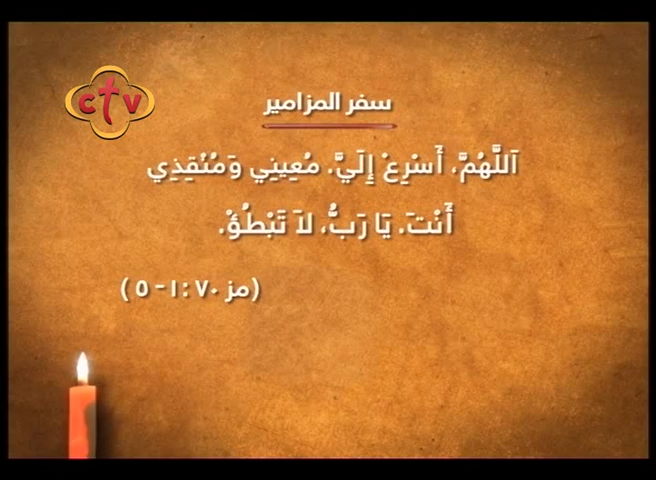 ctv
سفر المزامير
اَللَّهُمَّ، أَسْرِعْ إِلَيَّ. مُعِينِي وَمُنْقِذِي
أَنْتَ. يَا رَبُّ، لاَ تَبْطُؤْ.
(مز ٧٠ : ١ - ٥ )